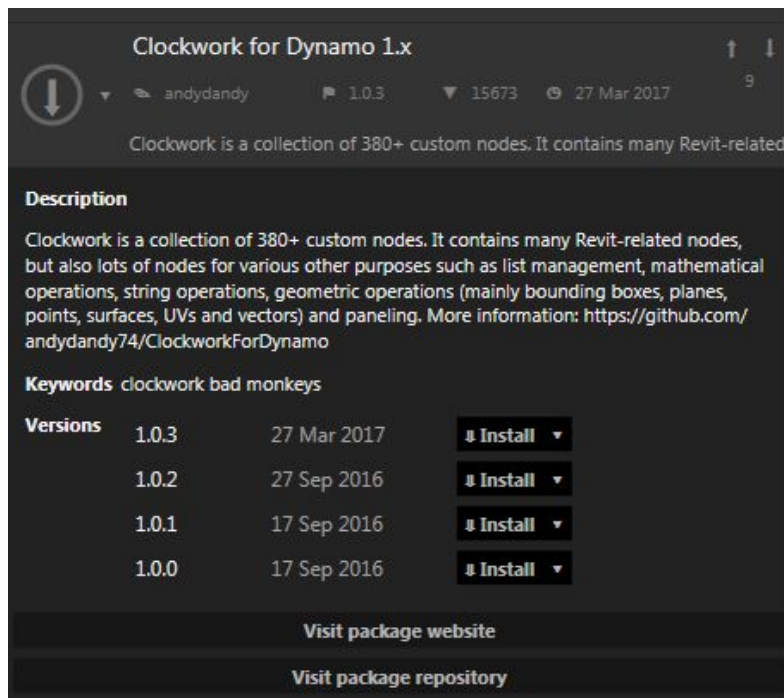 Clockwork for Dynamo 1.x
andydandy 1.0.3 15673 27 Mar 2017 9
Clockwork is a collection of 380+ custom nodes. It contains many Revit-related
Description
Clockwork is a collection of 380+ custom nodes. It contains many Revit-related nodes,
but also lots of nodes for various other purposes such as list management, mathematical
operations, string operations, geometric operations (mainly bounding boxes, planes,
points, surfaces, UVs and vectors) and paneling. More information: https://github.com/
andydandy74/ClockworkForDynamo
Keywords clockwork bad monkeys
Versions 1.0.3 27 Mar 2017 Install
1.0.2 27 Sep 2016 Install
1.0.1 17 Sep 2016 Install
1.0.0 17 Sep 2016 Install
Visit package website
Visit package repository